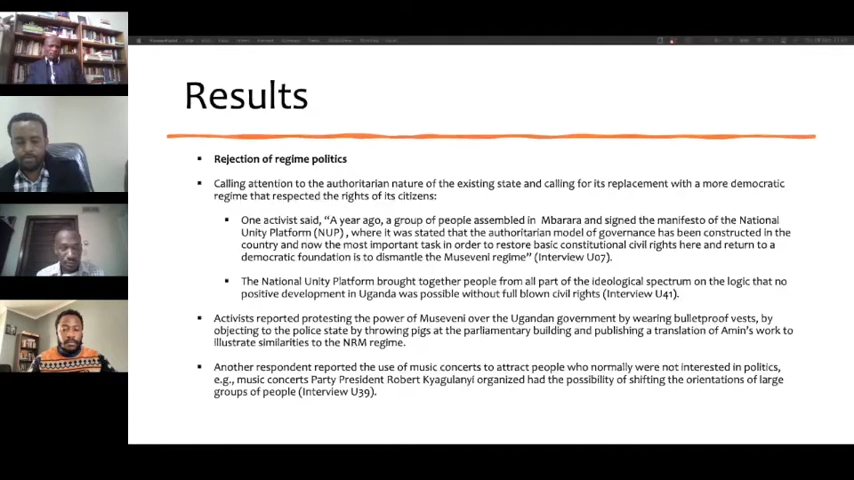 Results
Rejection of regime politics
Calling attention to the authoritarian nature of the existing state and calling for its replacement with a more democratic
regime that respected the rights of its citizens:
One activist said, “A year ago, a group of people assembled in Mbarara and signed the manifesto of the National
Unity Platform (NUP) , where it was stated that the authoritarian model of governance has been constructed in the
country and now the most important task in order to restore basic constitutional civil rights here and return to a
democratic foundation is to dismantle the Museveni regime” (Interview U07).
The National Unity Platform brought together people from all part of the ideological spectrum on the logic that no
positive development in Uganda was possible without full blown civil rights (Interview U41).
Activists reported protesting the power of Museveni over the Ugandan government by wearing bulletproof vests, by
objecting to the police state by throwing pigs at the parliamentary building and publishing a translation of Amin’s work to
illustrate similarities to the NRM regime.
Another respondent reported the use of music concerts to attract people who normally were not interested in politics,
e.g., music concerts Party President Robert Kyagulanyi organized had the possibility of shifting the orientations of large
groups of people (Interview U39).